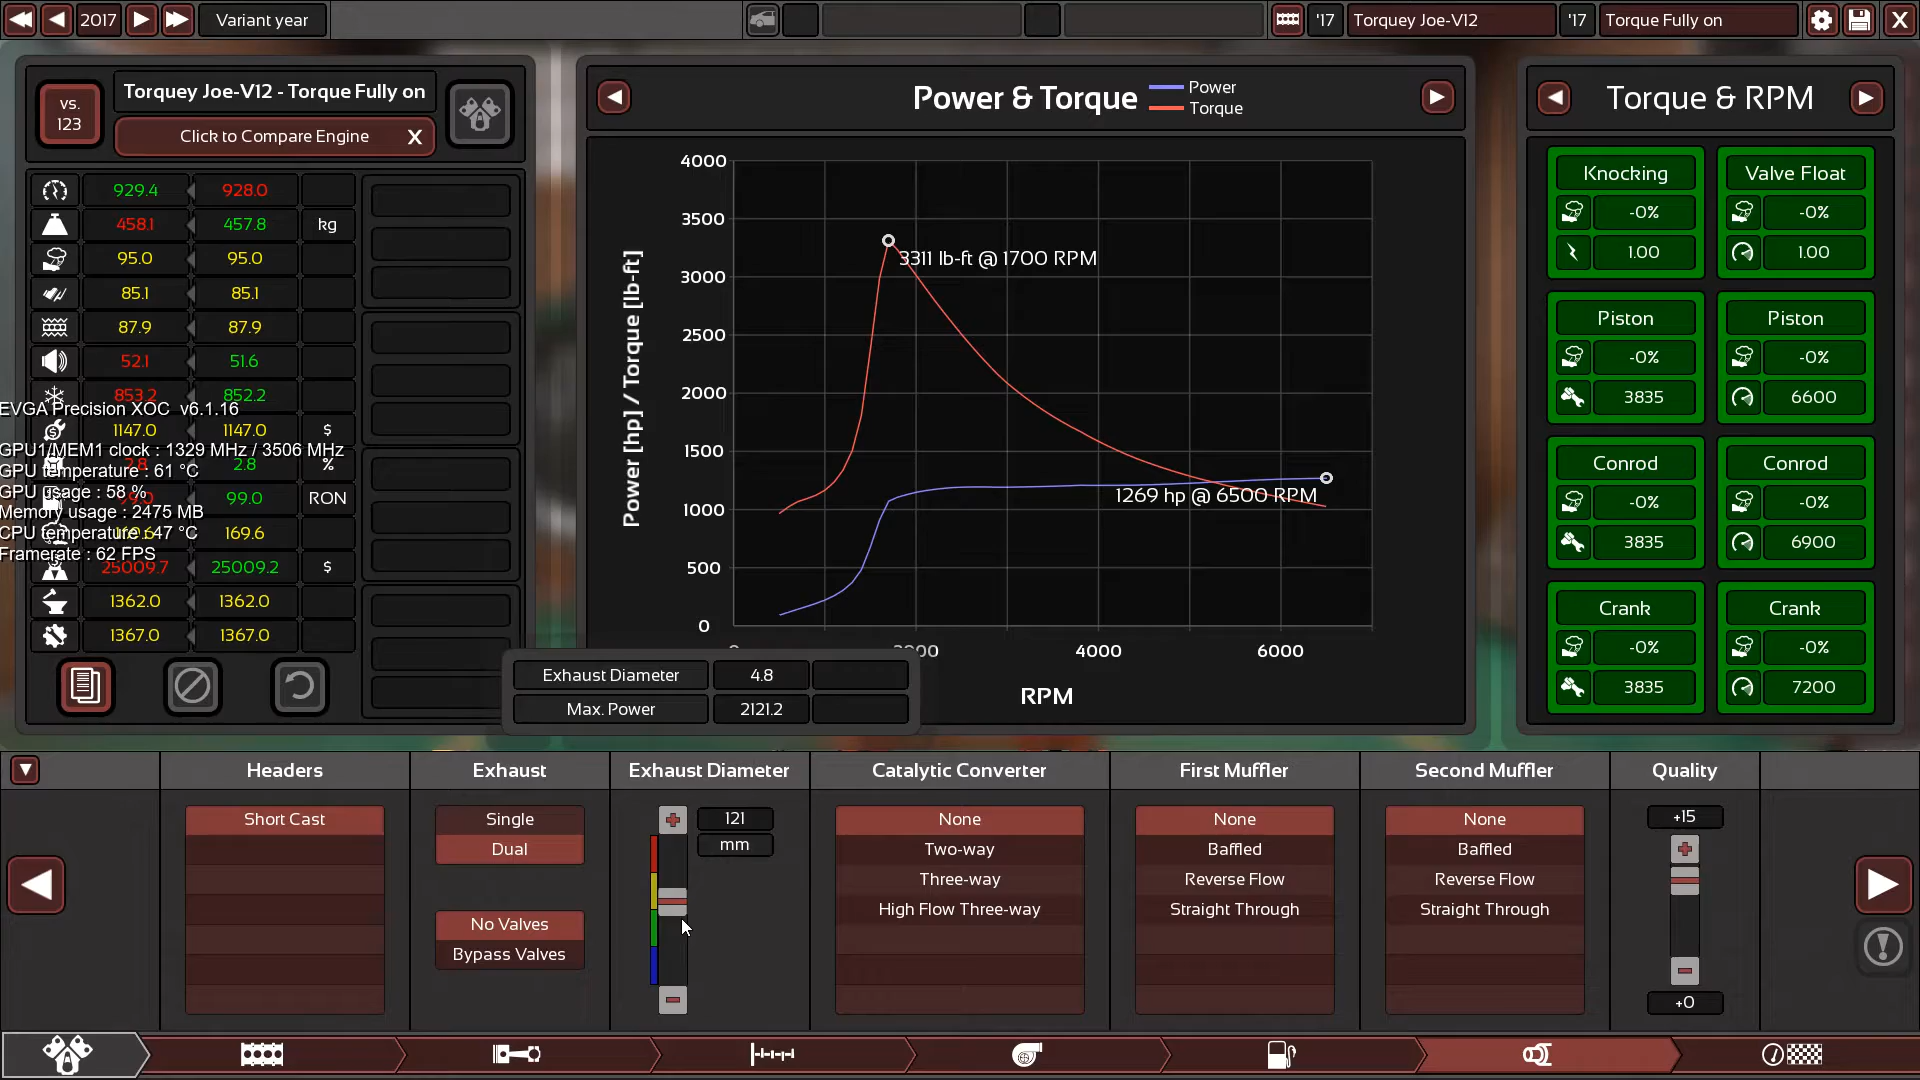 2017
Variant year
'17
Torquey Joe-V12
'17
Torque Fully on
X
vs.
123
Torquey Joe-V12 - Torque Fully on
Click to Compare Engine
X
929.4 928.0
458.1 457.8 kg
95.0 95.0
85.1 85.1
87.9 87.9
52.1 51.6
853.2 852.2
1147.0 1147.0 $
2.8 2.8 %
99.0 99.0 RON
169.6 169.6
25009.7 25009.2 $
1362.0 1362.0
1367.0 1367.0
EVGA Precision XOC v6.1.16
GPU1/MEM1 clock : 1329 MHz / 3506 MHz
GPU temperature : 61 °C
GPU usage : 58 %
Memory usage : 2475 MB
CPU temperature : 47 °C
Framerate : 62 FPS
Power & Torque
Power
Torque
Power [hp] / Torque [lb-ft]
4000
3500
3000
2500
2000
1500
1000
500
0
3311 lb-ft @ 1700 RPM
1269 hp @ 6500 RPM
4000
6000
RPM
Exhaust Diameter 4.8
Max. Power 2121.2
Torque & RPM
Knocking
-0%
1.00
Valve Float
-0%
1.00
Piston
-0%
3835
Piston
-0%
6600
Conrod
-0%
3835
Conrod
-0%
6900
Crank
-0%
3835
Crank
-0%
7200
Headers
Short Cast
Exhaust
Single
Dual
No Valves
Bypass Valves
Exhaust Diameter
121
mm
Catalytic Converter
None
Two-way
Three-way
High Flow Three-way
First Muffler
None
Baffled
Reverse Flow
Straight Through
Second Muffler
None
Baffled
Reverse Flow
Straight Through
Quality
+15
+0